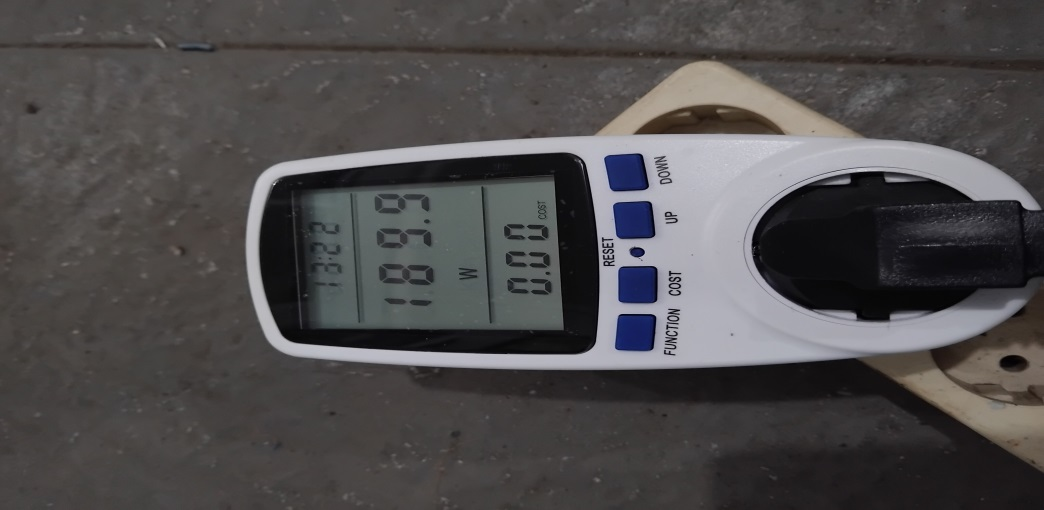 13:22
189.9
W
0.00 COST
RESET
FUNCTION COST UP DOWN